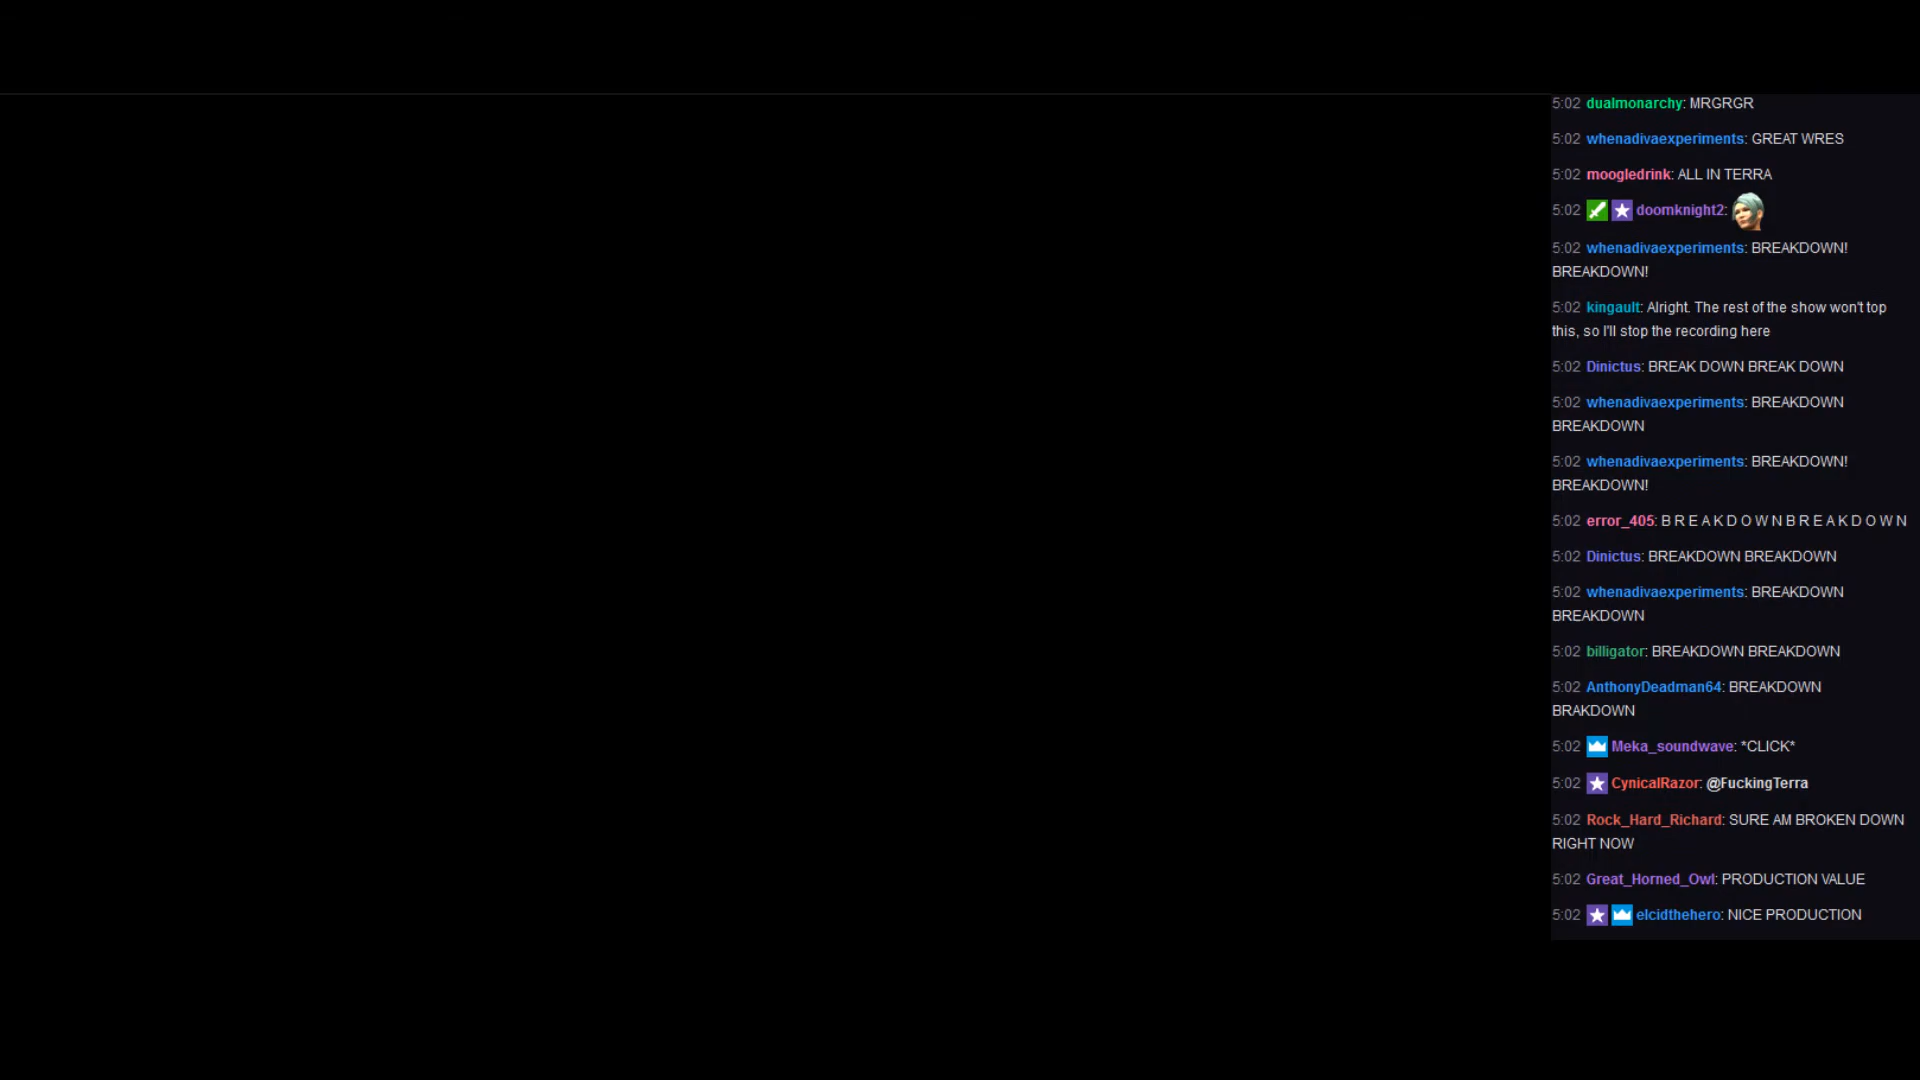 5:02 dualmonarchy: MRGRGR
5:02 whenadivaexperiments: GREAT WRES
5:02 moogledrink: ALL IN TERRA
5:02 doomknight2:
5:02 whenadivaexperiments: BREAKDOWN!
BREAKDOWN!
5:02 kingault: Alright. The rest of the show won't top
this, so I'll stop the recording here
5:02 Dinictus: BREAK DOWN BREAK DOWN
5:02 whenadivaexperiments: BREAKDOWN
BREAKDOWN
5:02 whenadivaexperiments: BREAKDOWN!
BREAKDOWN!
5:02 error_405: B R E A K D O W N B R E A K D O W N
5:02 Dinictus: BREAKDOWN BREAKDOWN
5:02 whenadivaexperiments: BREAKDOWN
BREAKDOWN
5:02 billigator: BREAKDOWN BREAKDOWN
5:02 AnthonyDeadman64: BREAKDOWN
BRAKDOWN
5:02 Meka_soundwave: *CLICK*
5:02 CynicalRazor: @FuckingTerra
5:02 Rock_Hard_Richard: SURE AM BROKEN DOWN
RIGHT NOW
5:02 Great_Horned_Owl: PRODUCTION VALUE
5:02 elcidthehero: NICE PRODUCTION